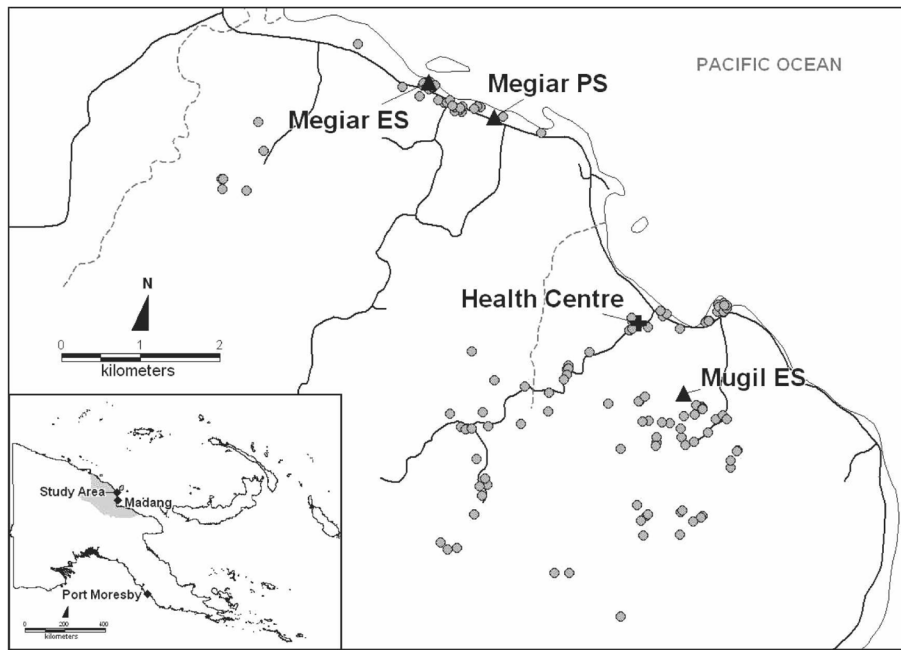 PACIFIC OCEAN
Megiar PS
Megiar ES
N
Health Centre
0 1 2
kilometers
Mugil ES
Study Area
Madang
Port Moresby
0 200 400
kilometers